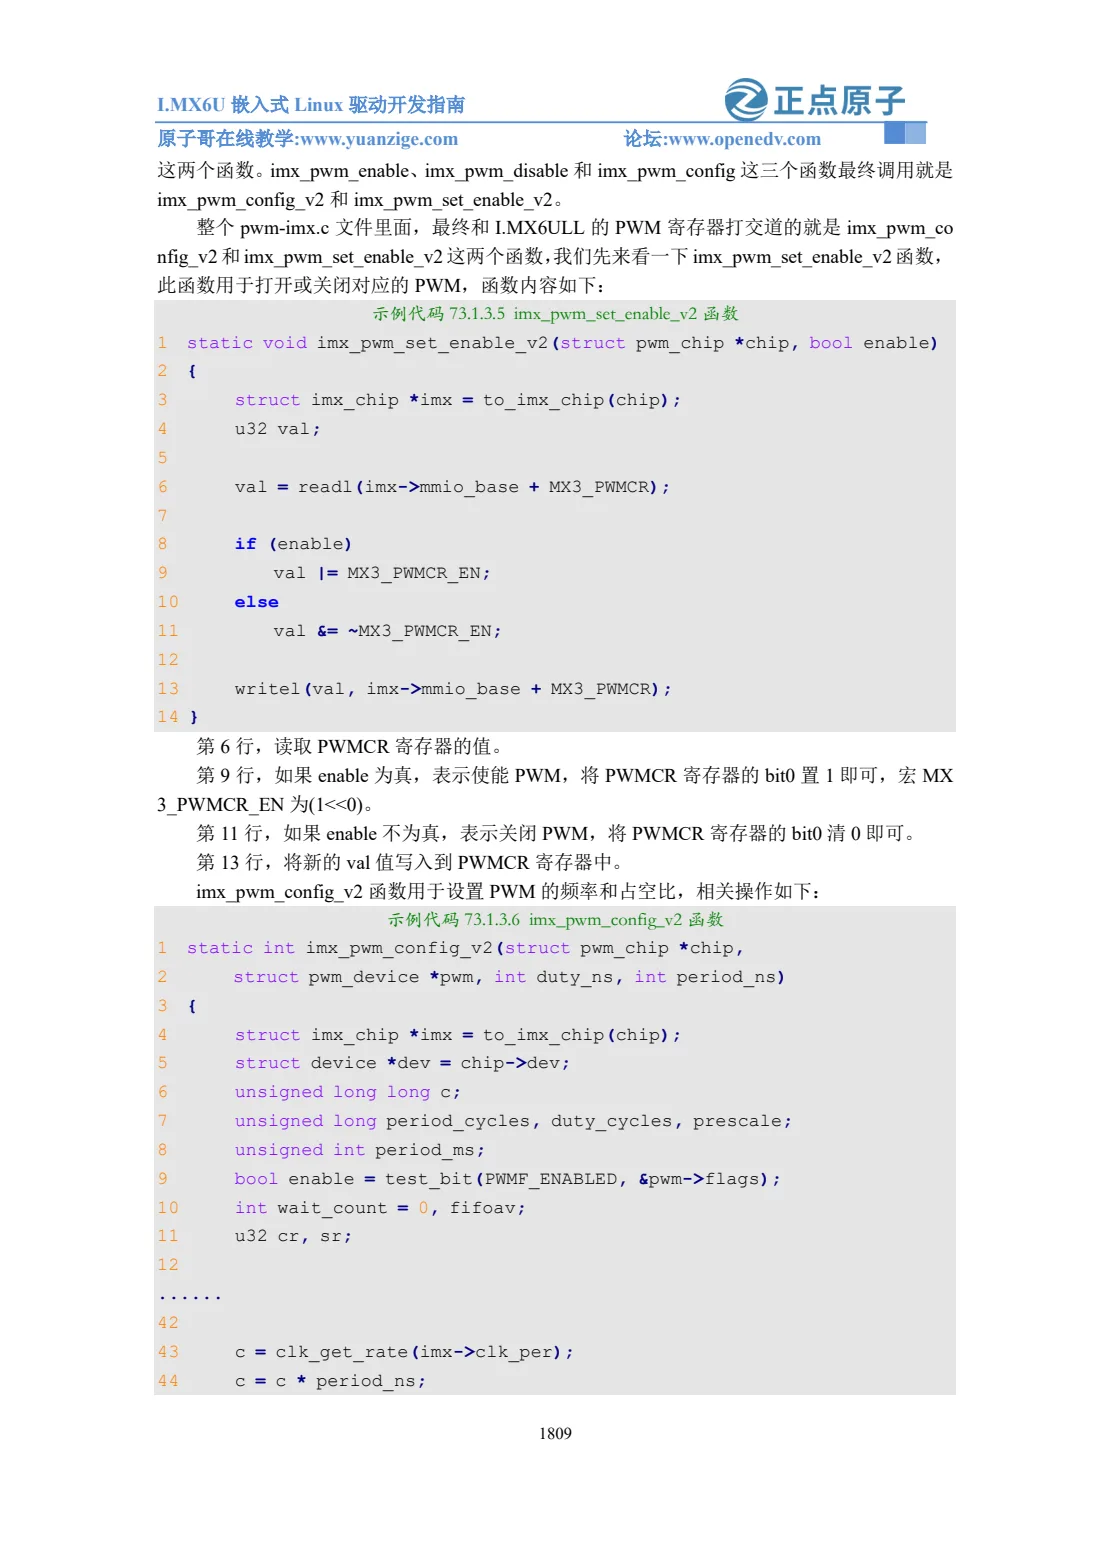 I.MX6U 嵌入式 Linux 驱动开发指南
正点原子
原子哥在线教学:www.yuanzige.com 论坛:www.openedv.com
这两个函数。imx_pwm_enable、imx_pwm_disable 和 imx_pwm_config 这三个函数最终调用就是
imx_pwm_config_v2 和 imx_pwm_set_enable_v2。
整个 pwm-imx.c 文件里面，最终和 I.MX6ULL 的 PWM 寄存器打交道的就是 imx_pwm_co
nfig_v2 和 imx_pwm_set_enable_v2 这两个函数，我们先来看一下 imx_pwm_set_enable_v2 函数，
此函数用于打开或关闭对应的 PWM，函数内容如下：
示例代码 73.1.3.5 imx_pwm_set_enable_v2 函数
1 static void imx_pwm_set_enable_v2(struct pwm_chip *chip, bool enable)
2 {
3 struct imx_chip *imx = to_imx_chip(chip);
4 u32 val;
5
6 val = readl(imx->mmio_base + MX3_PWMCR);
7
8 if (enable)
9 val |= MX3_PWMCR_EN;
10 else
11 val &= ~MX3_PWMCR_EN;
12
13 writel(val, imx->mmio_base + MX3_PWMCR);
14 }
第 6 行，读取 PWMCR 寄存器的值。
第 9 行，如果 enable 为真，表示使能 PWM，将 PWMCR 寄存器的 bit0 置 1 即可，宏 MX
3_PWMCR_EN 为(1<<0)。
第 11 行，如果 enable 不为真，表示关闭 PWM，将 PWMCR 寄存器的 bit0 清 0 即可。
第 13 行，将新的 val 值写入到 PWMCR 寄存器中。
imx_pwm_config_v2 函数用于设置 PWM 的频率和占空比，相关操作如下：
示例代码 73.1.3.6 imx_pwm_config_v2 函数
1 static int imx_pwm_config_v2(struct pwm_chip *chip,
2 struct pwm_device *pwm, int duty_ns, int period_ns)
3 {
4 struct imx_chip *imx = to_imx_chip(chip);
5 struct device *dev = chip->dev;
6 unsigned long long c;
7 unsigned long period_cycles, duty_cycles, prescale;
8 unsigned int period_ms;
9 bool enable = test_bit(PWMF_ENABLED, &pwm->flags);
10 int wait_count = 0, fifoav;
11 u32 cr, sr;
12
......
42
43 c = clk_get_rate(imx->clk_per);
44 c = c * period_ns;
1809